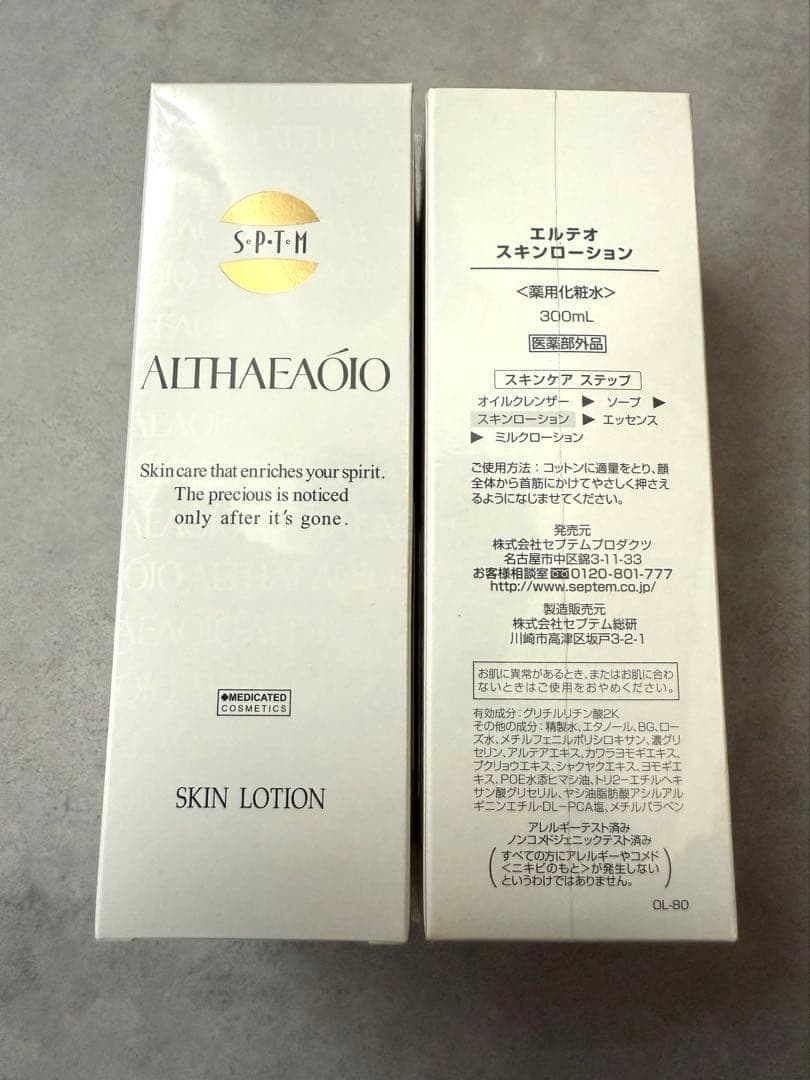 SePTeM
ALTHAEAÓIO
Skin care that enriches your spirit.
The precious is noticed
only after it's gone.
MEDICATED
COSMETICS
SKIN LOTION
エルテオ
スキンローション
<薬用化粧水>
300mL
医薬部外品
スキンケア ステップ
オイルクレンザー ▶ ソープ ▶
スキンローション ▶ エッセンス
▶ ミルクローション
ご使用方法：コットンに適量をとり、顔
全体から首筋にかけてやさしく押さえ
るようになじませてください。
発売元
株式会社セプテムプロダクツ
名古屋市中区錦3-11-33
お客様相談室 0120-801-777
http://www.septem.co.jp/
製造販売元
株式会社セプテム総研
川崎市高津区坂戸3-2-1
お肌に異常があるとき、またはお肌に合わ
ないときはご使用をおやめください。
有効成分：グリチルリチン酸2K
その他の成分：精製水、エタノール、BG、ロー
ズ水、メチルフェニルポリシロキサン、濃グリ
セリン、アルテアエキス、カワラヨモギエキス、
ブクリョウエキス、シャクヤクエキス、ヨモギエ
キス、POE水添ヒマシ油、トリ2-エチルヘキ
サン酸グリセリル、ヤシ油脂肪酸アシルアル
ギニンエチル・DL-PCA塩、メチルパラベン
アレルギーテスト済み
ノンコメドジェニックテスト済み
(すべての方にアレルギーやコメド
<ニキビのもと>が発生しない
というわけではありません。)
OL-80